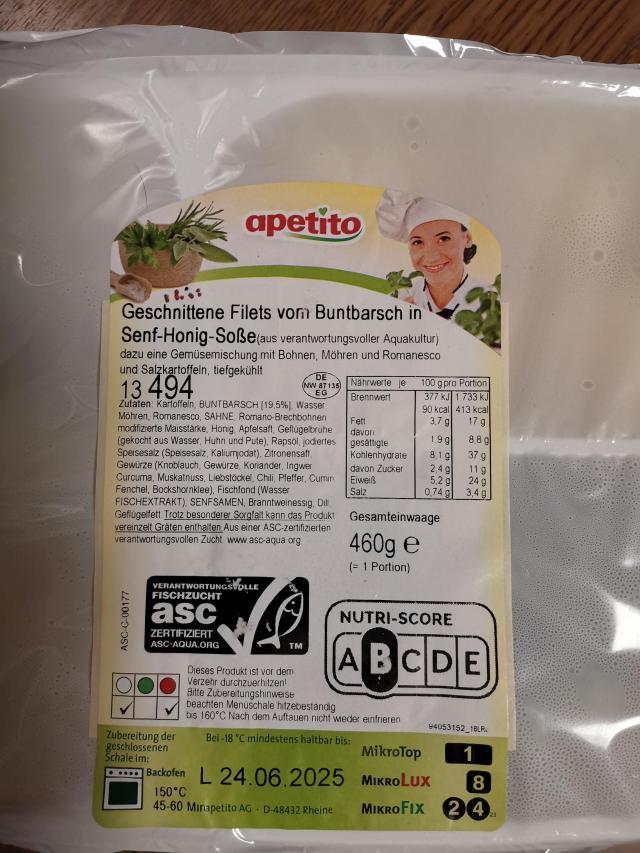 apetito
Geschnittene Filets vom Buntbarsch in
Senf-Honig-Soße (aus verantwortungsvoller Aquakultur)
dazu eine Gemüsemischung mit Bohnen, Möhren und Romanesco
und Salzkartoffeln, tiefgekühlt
13 494
DE
NW 87135
EG
Zutaten: Kartoffeln, BUNTBARSCH [19,5%], Wasser
Möhren, Romanesco, SAHNE, Romano-Brechbohnen
modifizierte Maisstärke, Honig, Apfelsaft, Geflügelbrühe
(gekocht aus Wasser, Huhn und Pute), Rapsöl, jodiertes
Speisesalz (Speisesalz, Kaliumjodat), Zitronensaft,
Gewürze (Knoblauch, Gewürze, Koriander, Ingwer
Curcuma, Muskatnuss, Liebstöckel, Chili, Pfeffer, Cumin
Fenchel, Bockshornklee), Fischfond (Wasser
FISCHEXTRAKT), SENFSAMEN, Branntweinessig, Dill
Geflügelfett. Trotz besonderer Sorgfalt kann das Produkt
vereinzelt Gräten enthalten. Aus einer ASC-zertifizierten
verantwortungsvollen Zucht. www.asc-aqua.org
Nährwerte je 100 g pro Portion
Brennwert 377 kJ 1 733 kJ
90 kcal 413 kcal
Fett 3,7 g 17 g
davon
gesättigte 1,9 g 8,8 g
Kohlenhydrate 8,1 g 37 g
davon Zucker 2,4 g 11 g
Eiweiß 5,2 g 24 g
Salz 0,74 g 3,4 g
Gesamteinwaage
460g e
(= 1 Portion)
ASC-C-00177
VERANTWORTUNGSVOLLE
FISCHZUCHT
asc
ZERTIFIZIERT
ASC-AQUA.ORG
TM
NUTRI-SCORE
A B C D E
Dieses Produkt ist vor dem
Verzehr durchzuerhitzen!
Bitte Zubereitungshinweise
beachten Menüschale hitzebeständig
bis 160°C Nach dem Auftauen nicht wieder einfrieren
Zubereitung der
geschlossenen
Schale im:
Backofen
150°C
45-60 Min
Bei -18 °C mindestens haltbar bis:
L 24.06.2025
apetito AG - D-48432 Rheine
MikroTop 1
MikroLux 8
MikroFix 2 4